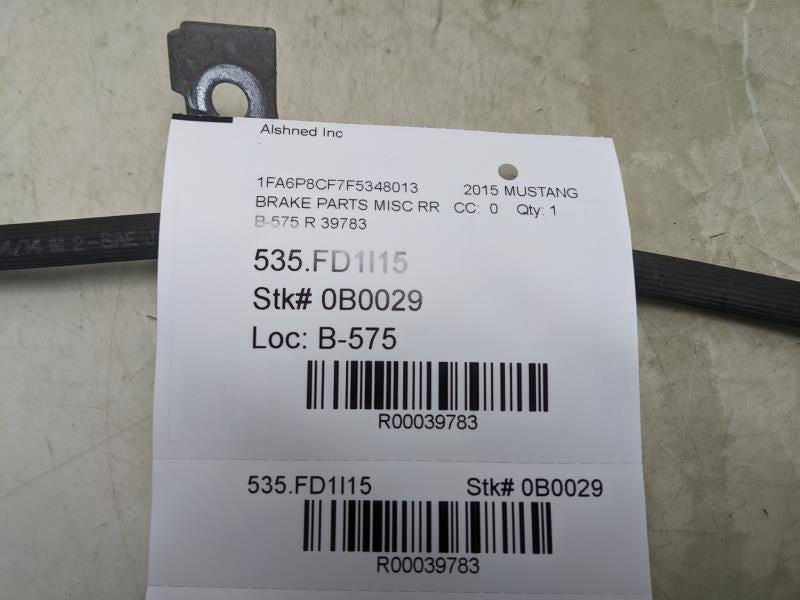 Alshned Inc
1FA6P8CF7F5348013 2015 MUSTANG
BRAKE PARTS MISC RR CC: 0 Qty: 1
B-575 R 39783
535.FD1I15
Stk# 0B0029
Loc: B-575
R00039783
535.FD1I15 Stk# 0B0029
R00039783